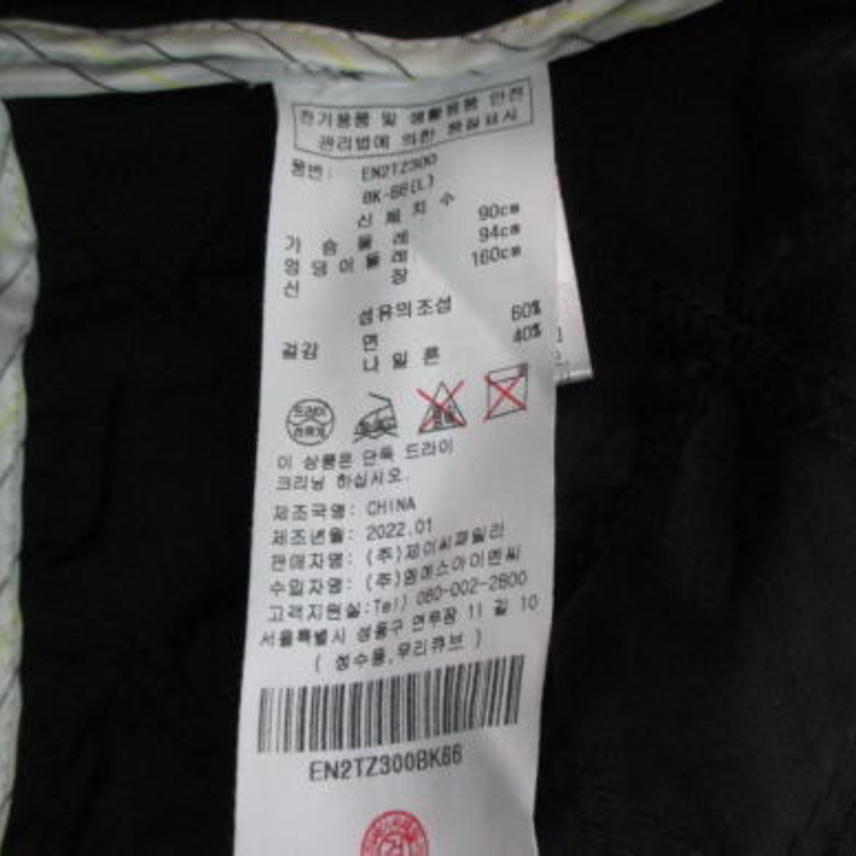 전기용품 및 생활용품 안전
관리법에 의한 품질표시
품번: EN2TZ300
BK-66(L)
신 체 치 수
가 슴 둘 레 90cm
엉 덩 이 둘 레 94cm
신 장 160cm
섬유의조성
겉감 면 60%
나 일 론 40%
드라이
이 상품은 단독 드라이
크리닝 하십시오.
제조국명: CHINA
제조년월: 2022.01
판매자명: (주)제이씨패밀리
수입자명: (주)엠에스아이앤씨
고객지원실:Tel) 080-002-2800
서울특별시 성동구 연무장 11 길 10
( 성수동,우리큐브 )
EN2TZ300BK66